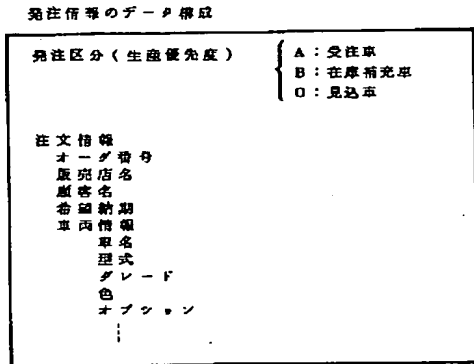 発注情報のデータ構成
発注区分（生産優先度）
A：受注車
B：在庫補充車
O：見込車
注文情報
オーダ番号
販売店名
顧客名
希望納期
車両情報
車名
型式
グレード
色
オプション